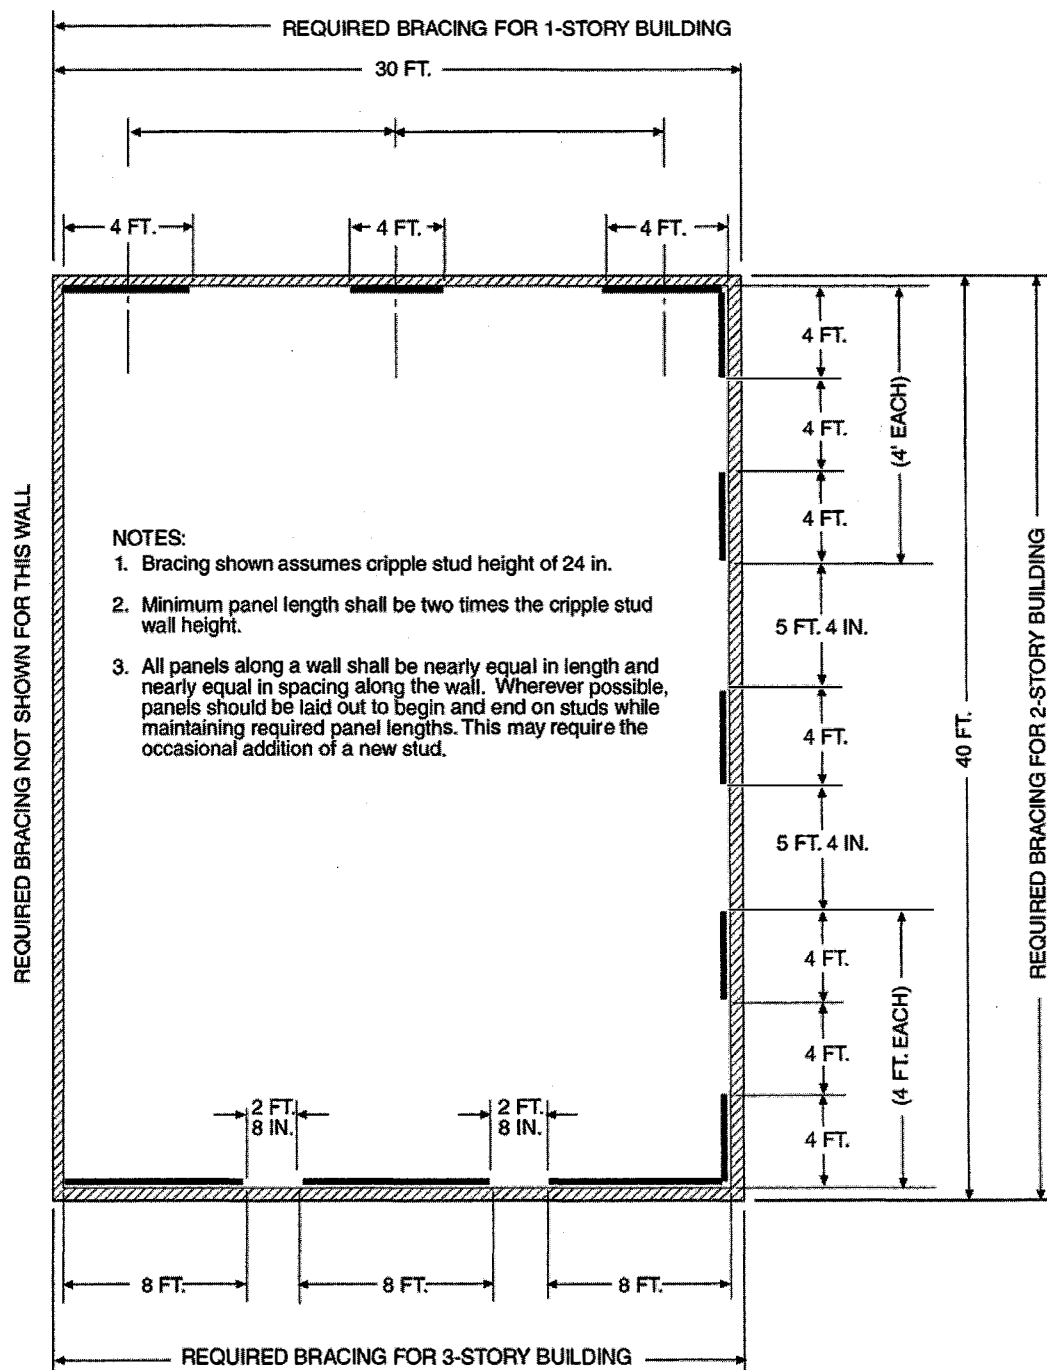 REQUIRED BRACING FOR 1-STORY BUILDING
30 FT.
4 FT.
4 FT.
4 FT.
4 FT.
4 FT.
4 FT.
(4' EACH)
5 FT. 4 IN.
4 FT.
5 FT. 4 IN.
4 FT.
4 FT.
4 FT.
(4 FT. EACH)
40 FT.
REQUIRED BRACING FOR 2-STORY BUILDING
REQUIRED BRACING NOT SHOWN FOR THIS WALL
NOTES:
1. Bracing shown assumes cripple stud height of 24 in.
2. Minimum panel length shall be two times the cripple stud
wall height.
3. All panels along a wall shall be nearly equal in length and
nearly equal in spacing along the wall. Wherever possible,
panels should be laid out to begin and end on studs while
maintaining required panel lengths. This may require the
occasional addition of a new stud.
2 FT.
8 IN.
2 FT.
8 IN.
8 FT.
8 FT.
8 FT.
REQUIRED BRACING FOR 3-STORY BUILDING